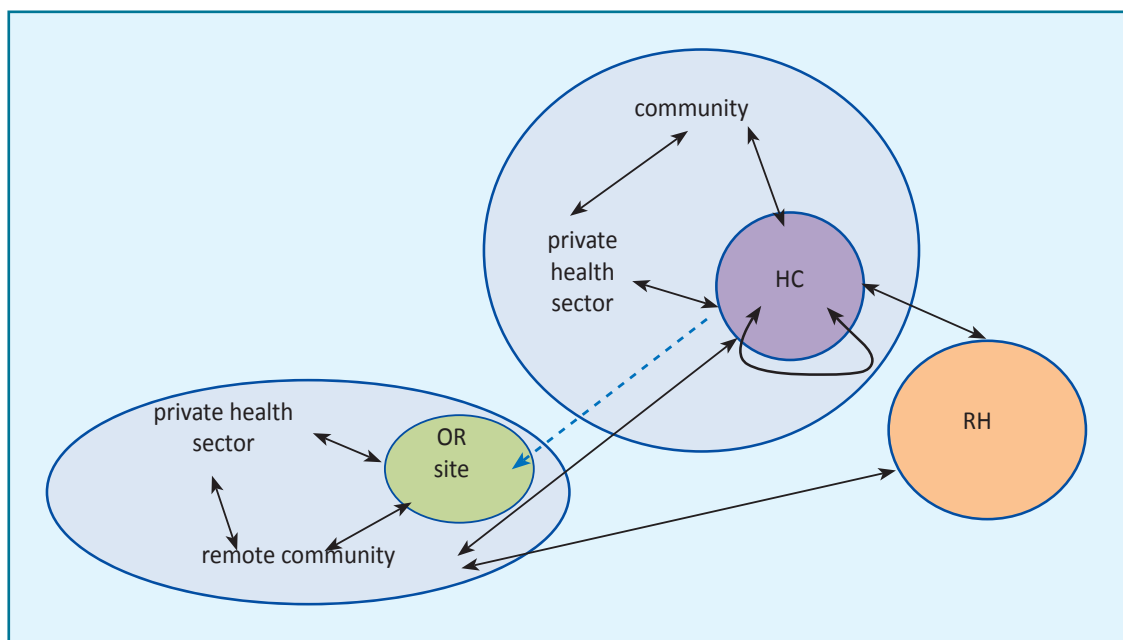 community
private
health
sector
HC
private health
sector
OR
site
RH
remote community